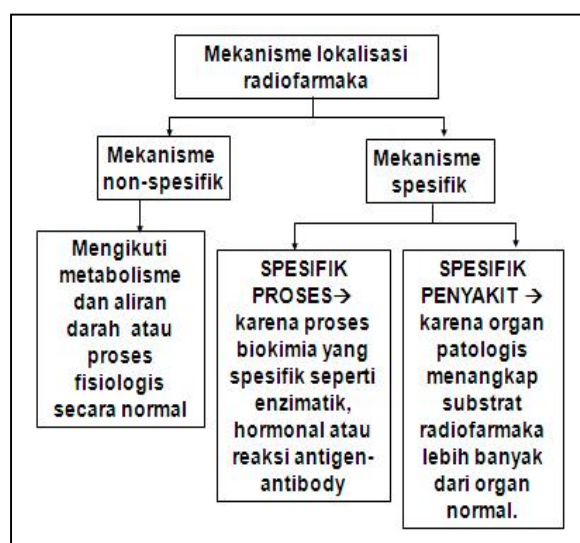 Mekanisme lokalisasi
radiofarmaka
Mekanisme
non-spesifik
Mekanisme
spesifik
Mengikuti
metabolisme
dan aliran
darah atau
proses
fisiologis
secara normal
SPESIFIK
PROSES→
karena proses
biokimia yang
spesifik seperti
enzimatik,
hormonal atau
reaksi antigen-
antibody
SPESIFIK
PENYAKIT →
karena organ
patologis
menangkap
substrat
radiofarmaka
lebih banyak
dari organ
normal.